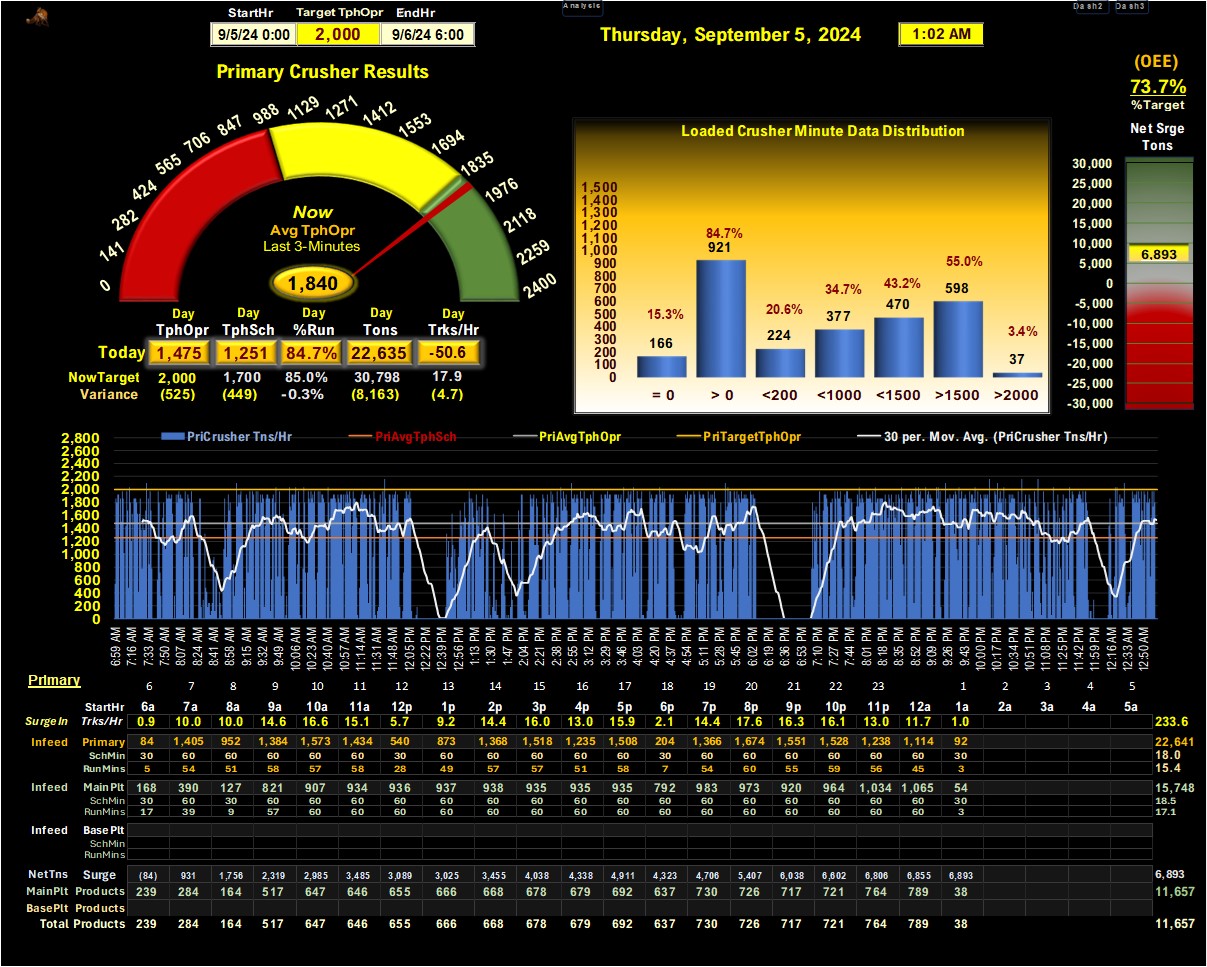 Analysis Dash2 Dash3
StartHr Target TphOpr EndHr
9/5/24 0:00 2,000 9/6/24 6:00
Thursday, September 5, 2024 1:02 AM
(OEE)
73.7%
%Target
Primary Crusher Results
0 141 282 424 565 706 847 988 1129 1271 1412 1553 1694 1835 1976 2118 2259 2400
Now
Avg TphOpr
Last 3-Minutes
1,840
Day Day Day Day Day
TphOpr TphSch %Run Tons Trks/Hr
Today 1,475 1,251 84.7% 22,635 -50.6
NowTarget 2,000 1,700 85.0% 30,798 17.9
Variance (525) (449) -0.3% (8,163) (4.7)
Loaded Crusher Minute Data Distribution
1,500
1,400
1,300
1,200
1,100
1,000
900
800
700
600
500
400
300
200
100
0
15.3% 84.7% 20.6% 34.7% 43.2% 55.0% 3.4%
166 921 224 377 470 598 37
= 0 > 0 <200 <1000 <1500 >1500 >2000
Net Srge
Tons
30,000
25,000
20,000
15,000
10,000
6,893
5,000
0
-5,000
-10,000
-15,000
-20,000
-25,000
-30,000
PriCrusher Tns/Hr PriAvgTphSch PriAvgTphOpr PriTargetTphOpr 30 per. Mov. Avg. (PriCrusher Tns/Hr)
2,800
2,600
2,400
2,200
2,000
1,800
1,600
1,400
1,200
1,000
800
600
400
200
0
6:59 AM 7:16 AM 7:33 AM 7:50 AM 8:07 AM 8:24 AM 8:41 AM 8:58 AM 9:15 AM 9:32 AM 9:49 AM 10:06 AM 10:23 AM 10:40 AM 10:57 AM 11:14 AM 11:31 AM 11:48 AM 12:05 PM 12:22 PM 12:39 PM 12:56 PM 1:13 PM 1:30 PM 1:47 PM 2:04 PM 2:21 PM 2:38 PM 2:55 PM 3:12 PM 3:29 PM 3:46 PM 4:03 PM 4:20 PM 4:37 PM 4:54 PM 5:11 PM 5:28 PM 5:45 PM 6:02 PM 6:19 PM 6:36 PM 6:53 PM 7:10 PM 7:27 PM 7:44 PM 8:01 PM 8:18 PM 8:35 PM 8:52 PM 9:09 PM 9:26 PM 9:43 PM 10:00 PM 10:17 PM 10:34 PM 10:51 PM 11:08 PM 11:25 PM 11:42 PM 11:59 PM 12:16 AM 12:33 AM 12:50 AM
Primary
6 7 8 9 10 11 12 13 14 15 16 17 18 19 20 21 22 23 1 2 3 4 5
StartHr 6a 7a 8a 9a 10a 11a 12p 1p 2p 3p 4p 5p 6p 7p 8p 9p 10p 11p 12a 1a 2a 3a 4a 5a
SurgeIn Trks/Hr 0.9 10.0 10.0 14.6 16.6 15.1 5.7 9.2 14.4 16.0 13.0 15.9 2.1 14.4 17.6 16.3 16.1 13.0 11.7 1.0 233.6
Infeed Primary 84 1,405 952 1,384 1,573 1,434 540 873 1,368 1,518 1,235 1,508 204 1,366 1,674 1,551 1,528 1,238 1,114 92 22,641
SchMin 30 60 60 60 60 60 60 60 60 60 60 60 30 60 60 60 60 60 60 30 18.0
RunMins 5 54 51 58 57 58 28 49 57 57 51 58 7 54 60 55 59 56 45 3 15.4
Infeed MainPlt 168 390 127 821 907 934 936 937 938 935 935 935 792 983 973 920 964 1,034 1,065 54 15,748
SchMin 30 60 30 60 60 60 60 60 60 60 60 60 60 60 60 60 60 60 60 30 18.5
RunMins 17 39 9 57 60 60 60 60 60 60 60 60 60 60 60 60 60 60 60 3 17.1
Infeed Base Plt
SchMin
RunMins
NetTns Surge (84) 931 1,756 2,319 2,985 3,485 3,089 3,025 3,455 4,038 4,338 4,911 4,323 4,706 5,407 6,038 6,602 6,806 6,855 6,893 6,893
MainPlt Products 239 284 164 517 647 646 655 666 668 678 679 692 637 730 726 717 721 764 789 38 11,657
BasePlt Products
Total Products 239 284 164 517 647 646 655 666 668 678 679 692 637 730 726 717 721 764 789 38 11,657